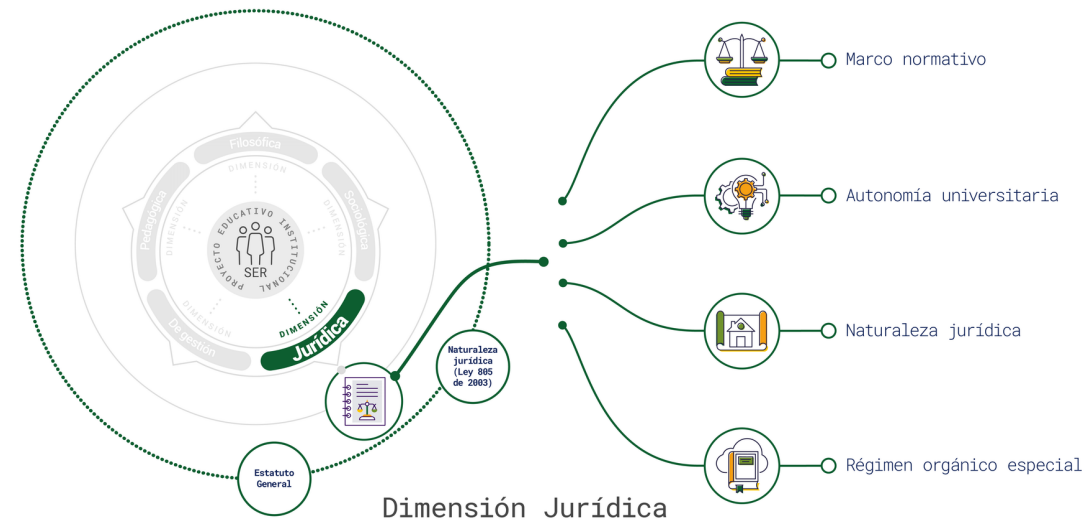 Filosófica
DIMENSIÓN
Pedagógica
DIMENSIÓN
Sociológica
DIMENSIÓN
PROYECTO EDUCATIVO INSTITUCIONAL
SER
De gestión
DIMENSIÓN
Jurídica
DIMENSIÓN
Naturaleza
jurídica
(Ley 805
de 2003)
Estatuto
General
Marco normativo
Autonomía universitaria
Naturaleza jurídica
Régimen orgánico especial
Dimensión Jurídica